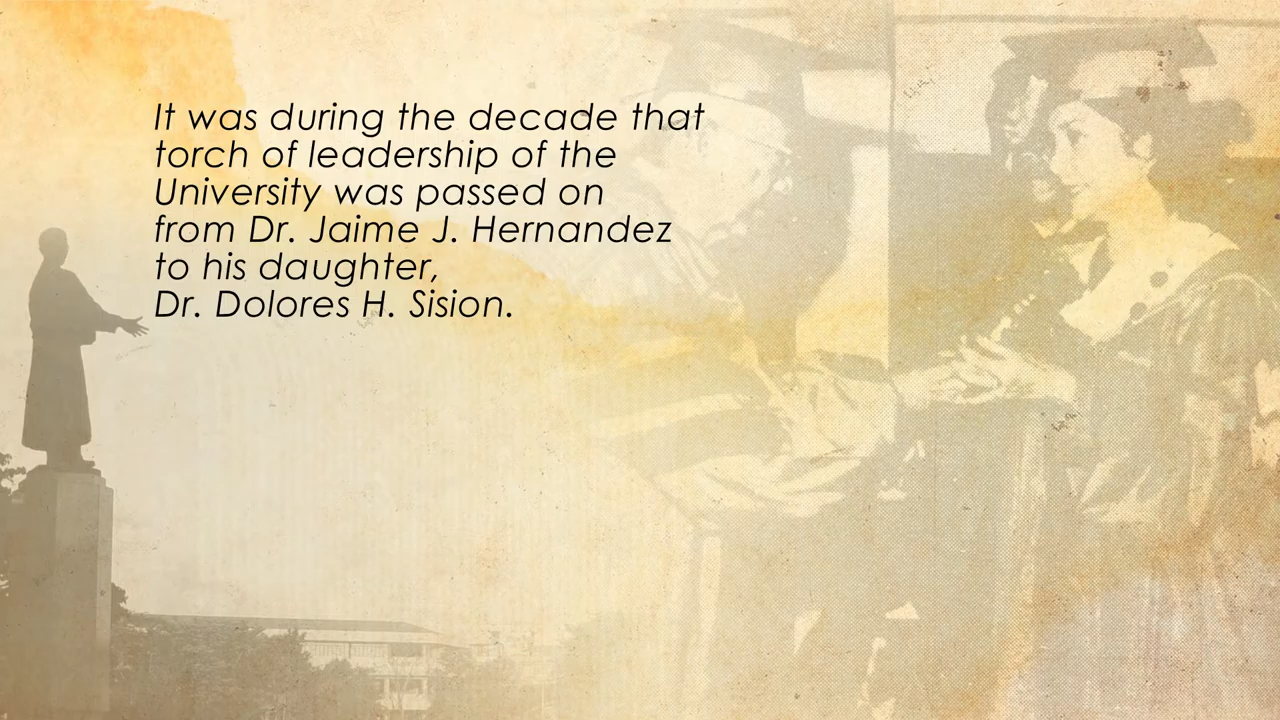 It was during the decade that
torch of leadership of the
University was passed on
from Dr. Jaime J. Hernandez
to his daughter,
Dr. Dolores H. Sision.